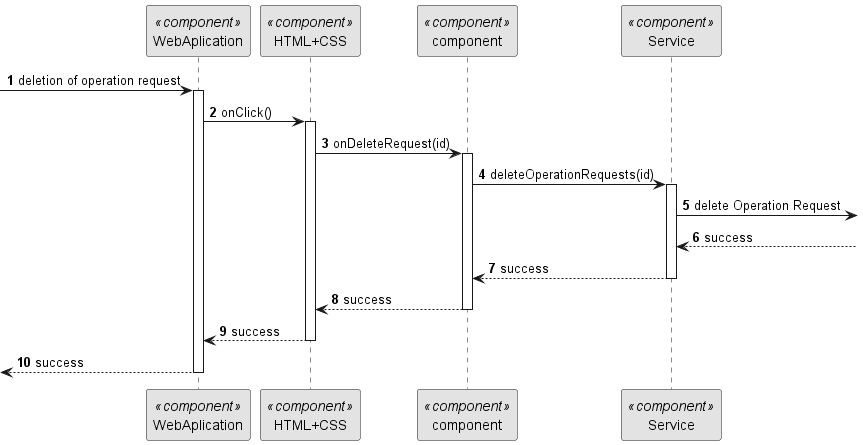 «component» «component» «component» «component»
WebAplication HTML+CSS component Service
1 deletion of operation request
2 onClick()
3 onDeleteRequest(id)
4 deleteOperationRequests(id)
5 delete Operation Request
6 success
7 success
8 success
9 success
10 success
«component» «component» «component» «component»
WebAplication HTML+CSS component Service